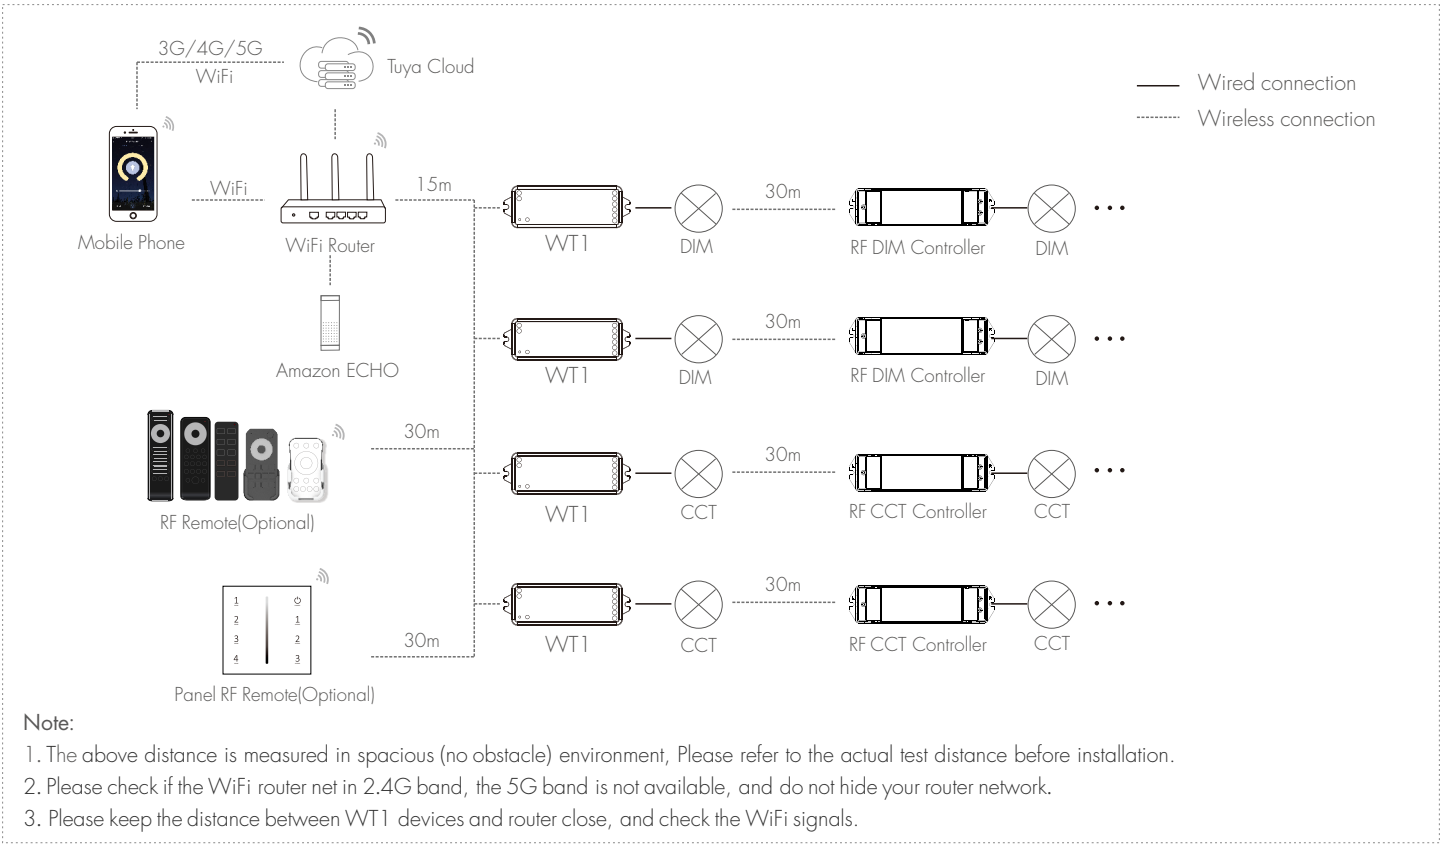 3G/4G/5G
WiFi
Tuya Cloud
Wired connection
Wireless connection
WiFi
15m
Mobile Phone
WiFi Router
WT1
DIM
30m
RF DIM Controller
DIM
...
Amazon ECHO
WT1
DIM
30m
RF DIM Controller
DIM
...
30m
RF Remote(Optional)
WT1
CCT
30m
RF CCT Controller
CCT
...
1
2
3
4
1
2
3
30m
Panel RF Remote(Optional)
WT1
CCT
30m
RF CCT Controller
CCT
...
Note:
1. The above distance is measured in spacious (no obstacle) environment, Please refer to the actual test distance before installation.
2. Please check if the WiFi router net in 2.4G band, the 5G band is not available, and do not hide your router network.
3. Please keep the distance between WT1 devices and router close, and check the WiFi signals.